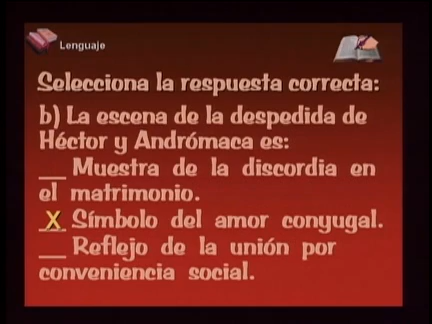 Lenguaje
Selecciona la respuesta correcta:
b) La escena de la despedida de
Héctor y Andrómaca es:
__ Muestra de la discordia en
el matrimonio.
X Símbolo del amor conyugal.
__ Reflejo de la unión por
conveniencia social.